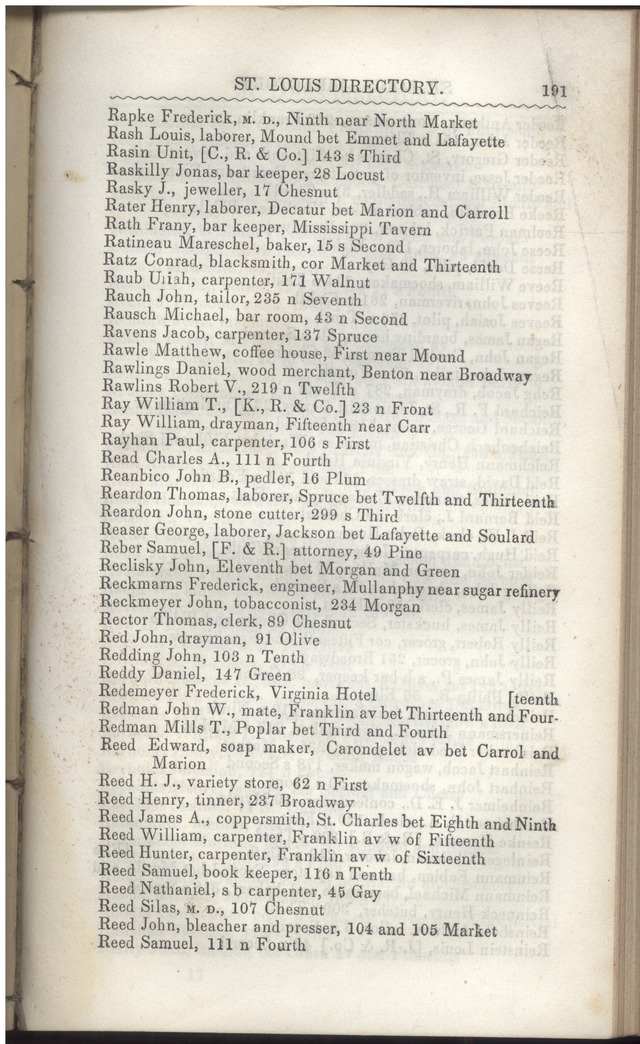 ST. LOUIS DIRECTORY. 191
Rapke Frederick, M. D., Ninth near North Market
Rash Louis, laborer, Mound bet Emmet and Lafayette
Rasin Unit, [C., R. & Co.] 143 s Third
Raskilly Jonas, bar keeper, 28 Locust
Rasky J., jeweller, 17 Chesnut
Rater Henry, laborer, Decatur bet Marion and Carroll
Rath Frany, bar keeper, Mississippi Tavern
Ratineau Mareschel, baker, 15 s Second
Ratz Conrad, blacksmith, cor Market and Thirteenth
Raub Uriah, carpenter, 171 Walnut
Rauch John, tailor, 235 n Seventh
Rausch Michael, bar room, 43 n Second
Ravens Jacob, carpenter, 137 Spruce
Rawle Matthew, coffee house, First near Mound
Rawlings Daniel, wood merchant, Benton near Broadway
Rawlins Robert V., 219 n Twelfth
Ray William T., [K., R. & Co.] 23 n Front
Ray William, drayman, Fifteenth near Carr
Rayhan Paul, carpenter, 106 s First
Read Charles A., 111 n Fourth
Reanbico John B., pedler, 16 Plum
Reardon Thomas, laborer, Spruce bet Twelfth and Thirteenth
Reardon John, stone cutter, 299 s Third
Reaser George, laborer, Jackson bet Lafayette and Soulard
Reber Samuel, [F. & R.] attorney, 49 Pine
Reclisky John, Eleventh bet Morgan and Green
Reckmarns Frederick, engineer, Mullanphy near sugar refinery
Reckmeyer John, tobacconist, 234 Morgan
Rector Thomas, clerk, 89 Chesnut
Red John, drayman, 91 Olive
Redding John, 103 n Tenth
Reddy Daniel, 147 Green
Redemeyer Frederick, Virginia Hotel [teenth
Redman John W., mate, Franklin av bet Thirteenth and Four-
Redman Mills T., Poplar bet Third and Fourth
Reed Edward, soap maker, Carondelet av bet Carrol and
Marion
Reed H. J., variety store, 62 n First
Reed Henry, tinner, 237 Broadway
Reed James A., coppersmith, St. Charles bet Eighth and Ninth
Reed William, carpenter, Franklin av w of Fifteenth
Reed Hunter, carpenter, Franklin av w of Sixteenth
Reed Samuel, book keeper, 116 n Tenth
Reed Nathaniel, s b carpenter, 45 Gay
Reed Silas, M. D., 107 Chesnut
Reed John, bleacher and presser, 104 and 105 Market
Reed Samuel, 111 n Fourth